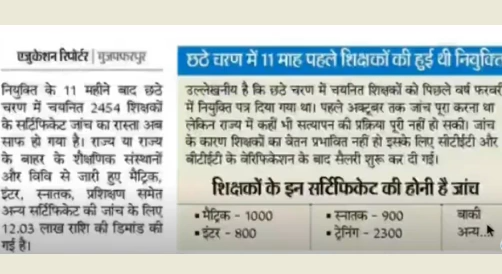 एजुकेशन रिपोर्टर | मुजफ्फरपुर
नियुक्ति के 11 महीने बाद छठे
चरण में चयनित 2454 शिक्षकों
के सर्टिफिकेट जांच का रास्ता अब
साफ हो गया है। राज्य या राज्य
के बाहर के शैक्षणिक संस्थानों
और विवि से जारी हुए मैट्रिक,
इंटर, स्नातक, प्रशिक्षण समेत
अन्य सर्टिफिकेट की जांच के लिए
12.03 लाख राशि की डिमांड की
गई है।
छठे चरण में 11 माह पहले शिक्षकों की हुई थी नियुक्ति
उल्लेखनीय है कि छठे चरण में चयनित शिक्षकों को पिछले वर्ष फरवरी
में नियुक्ति पत्र दिया गया था। पहले अक्टूबर तक जांच पूरा करना था
लेकिन राज्य में कहीं भी सत्यापन की प्रक्रिया पूरी नहीं हो सकी। जांच
के कारण शिक्षकों का वेतन प्रभावित नहीं हो इसके लिए सीटीईटी और
बीटीईटी के वेरिफिकेशन के बाद सैलरी शुरू कर दी गई।
शिक्षकों के इन सर्टिफिकेट की होनी है जांच
• मैट्रिक - 1000 • स्नातक - 900 बाकी
• इंटर - 800 • ट्रेनिंग - 2300 अन्य..